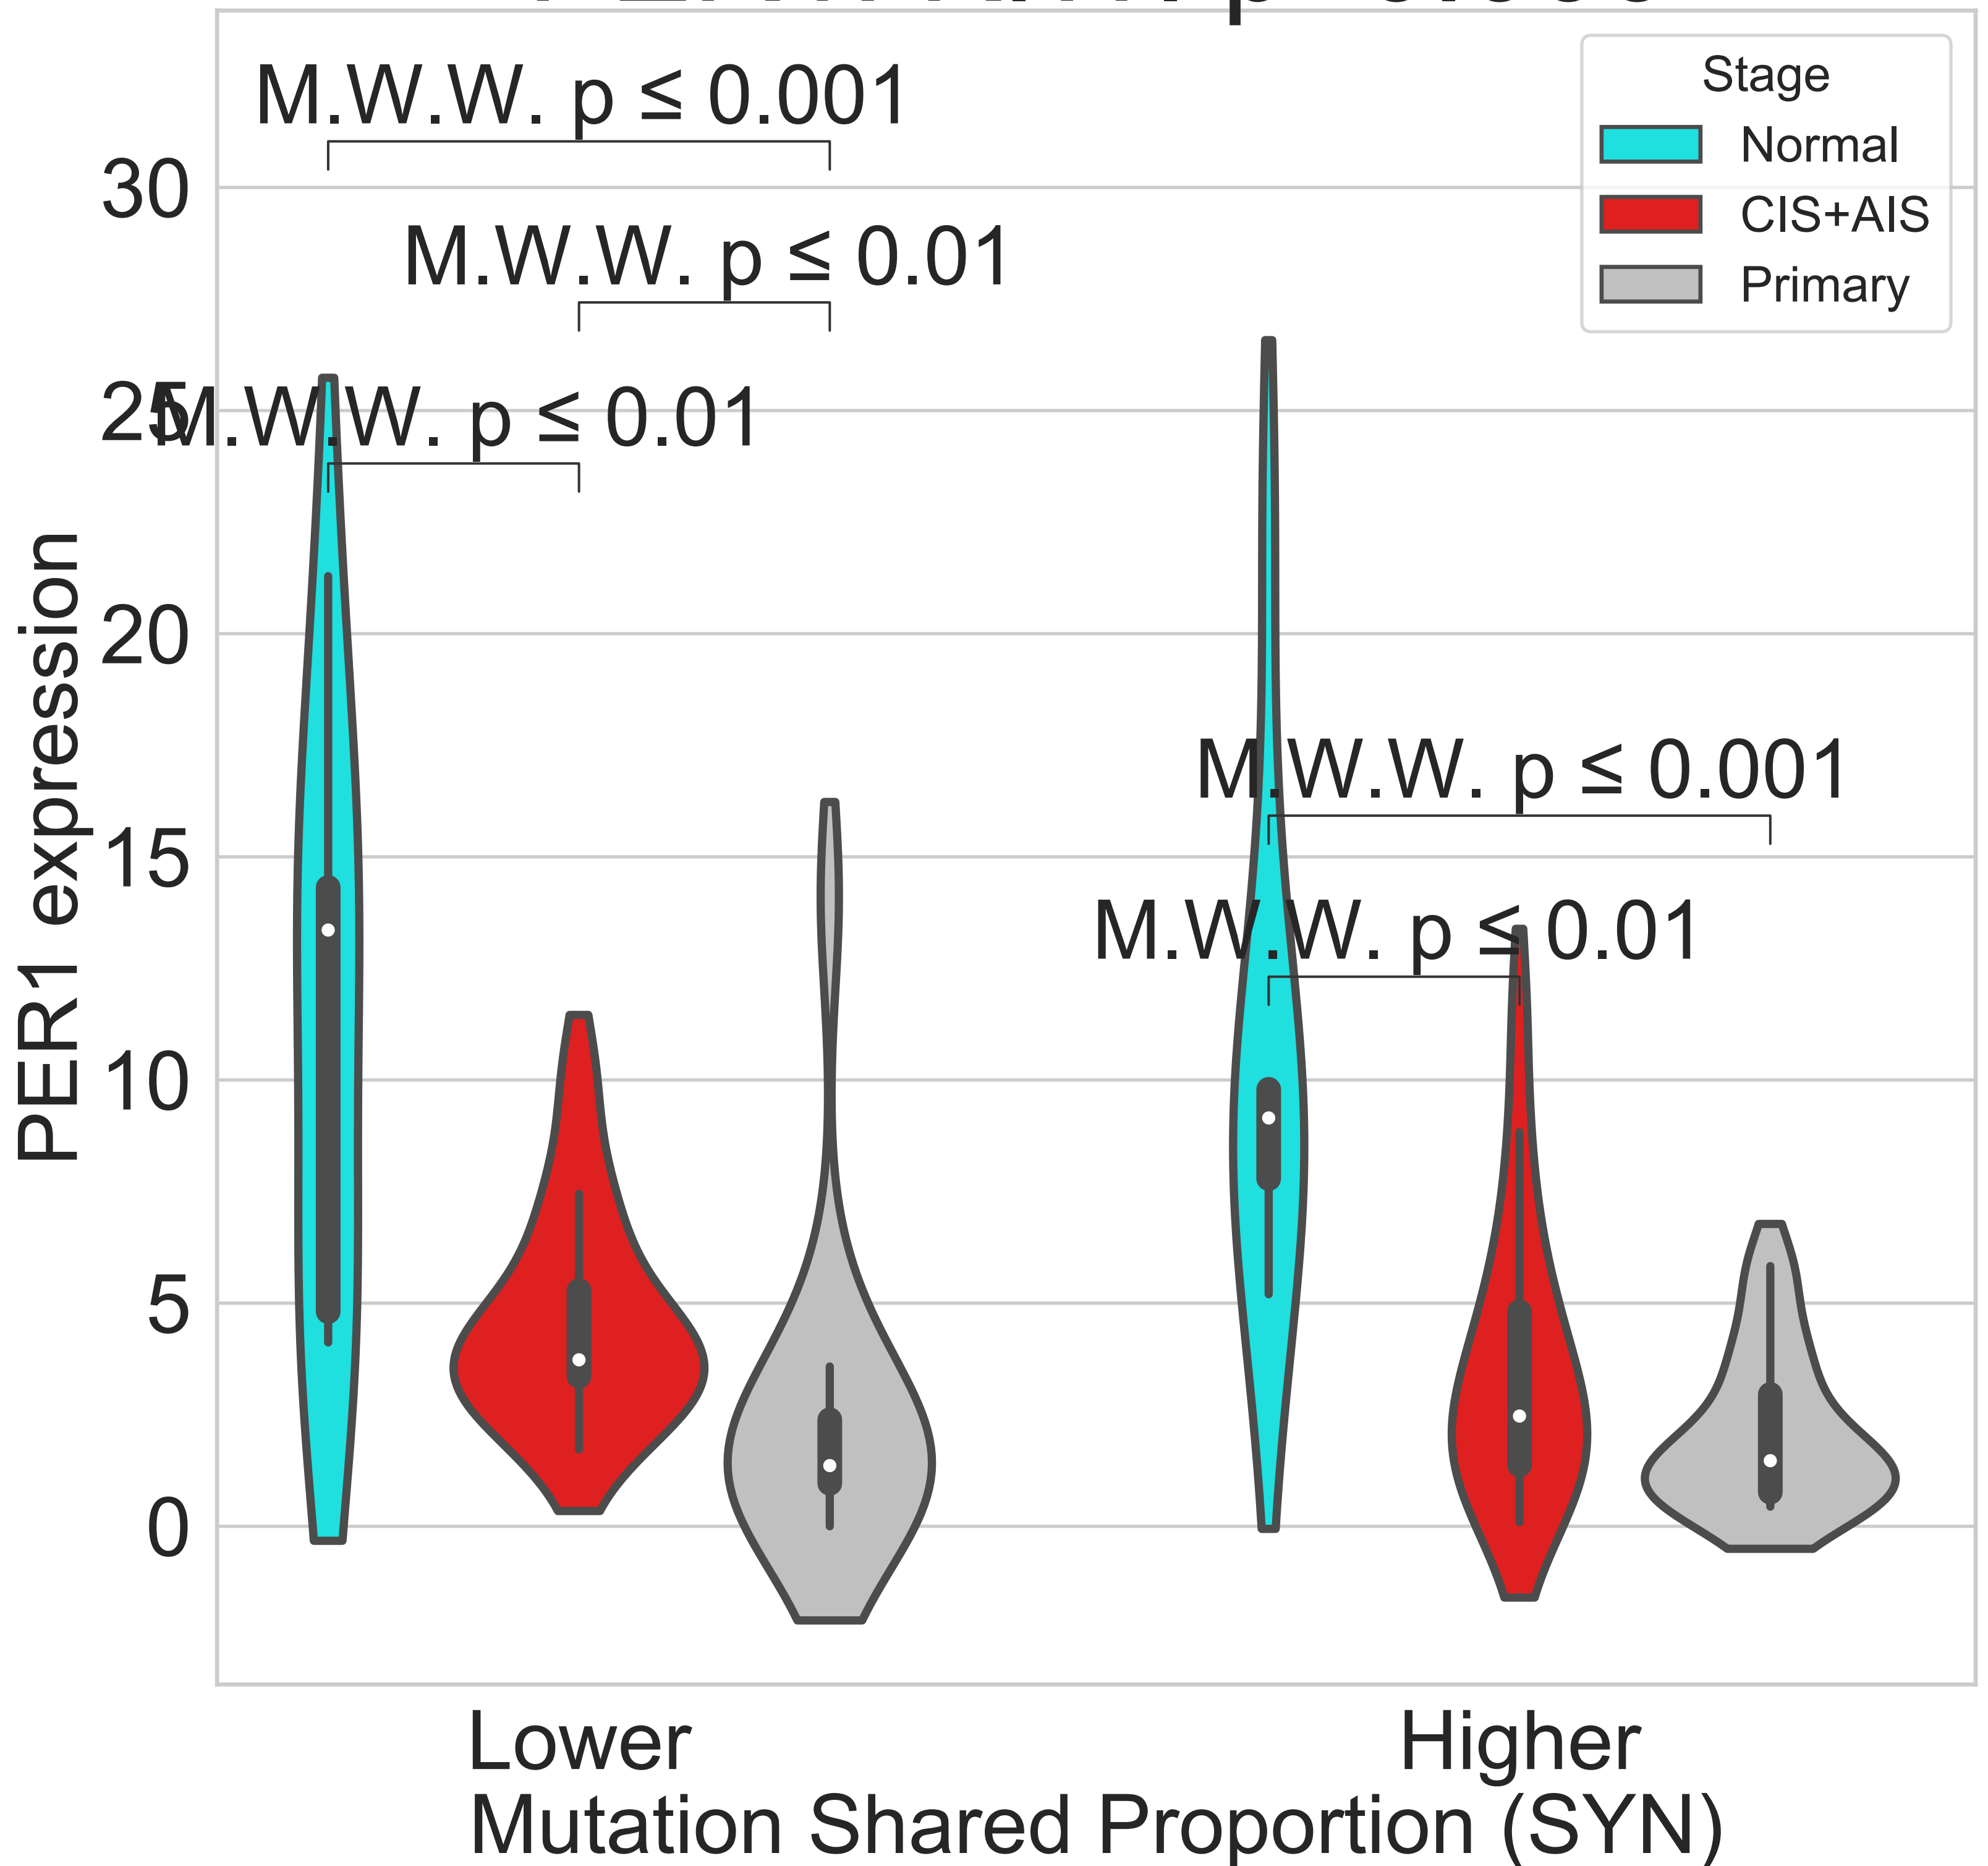 M.W.W. p ≤ 0.001
Stage
Normal
CIS+AIS
Primary
30
M.W.W. p ≤ 0.01
25
M.W.W. p ≤ 0.01
20
M.W.W. p ≤ 0.001
15
M.W.W. p ≤ 0.01
10
5
0
PER1 expression
Lower
Higher
Mutation Shared Proportion (SYN)